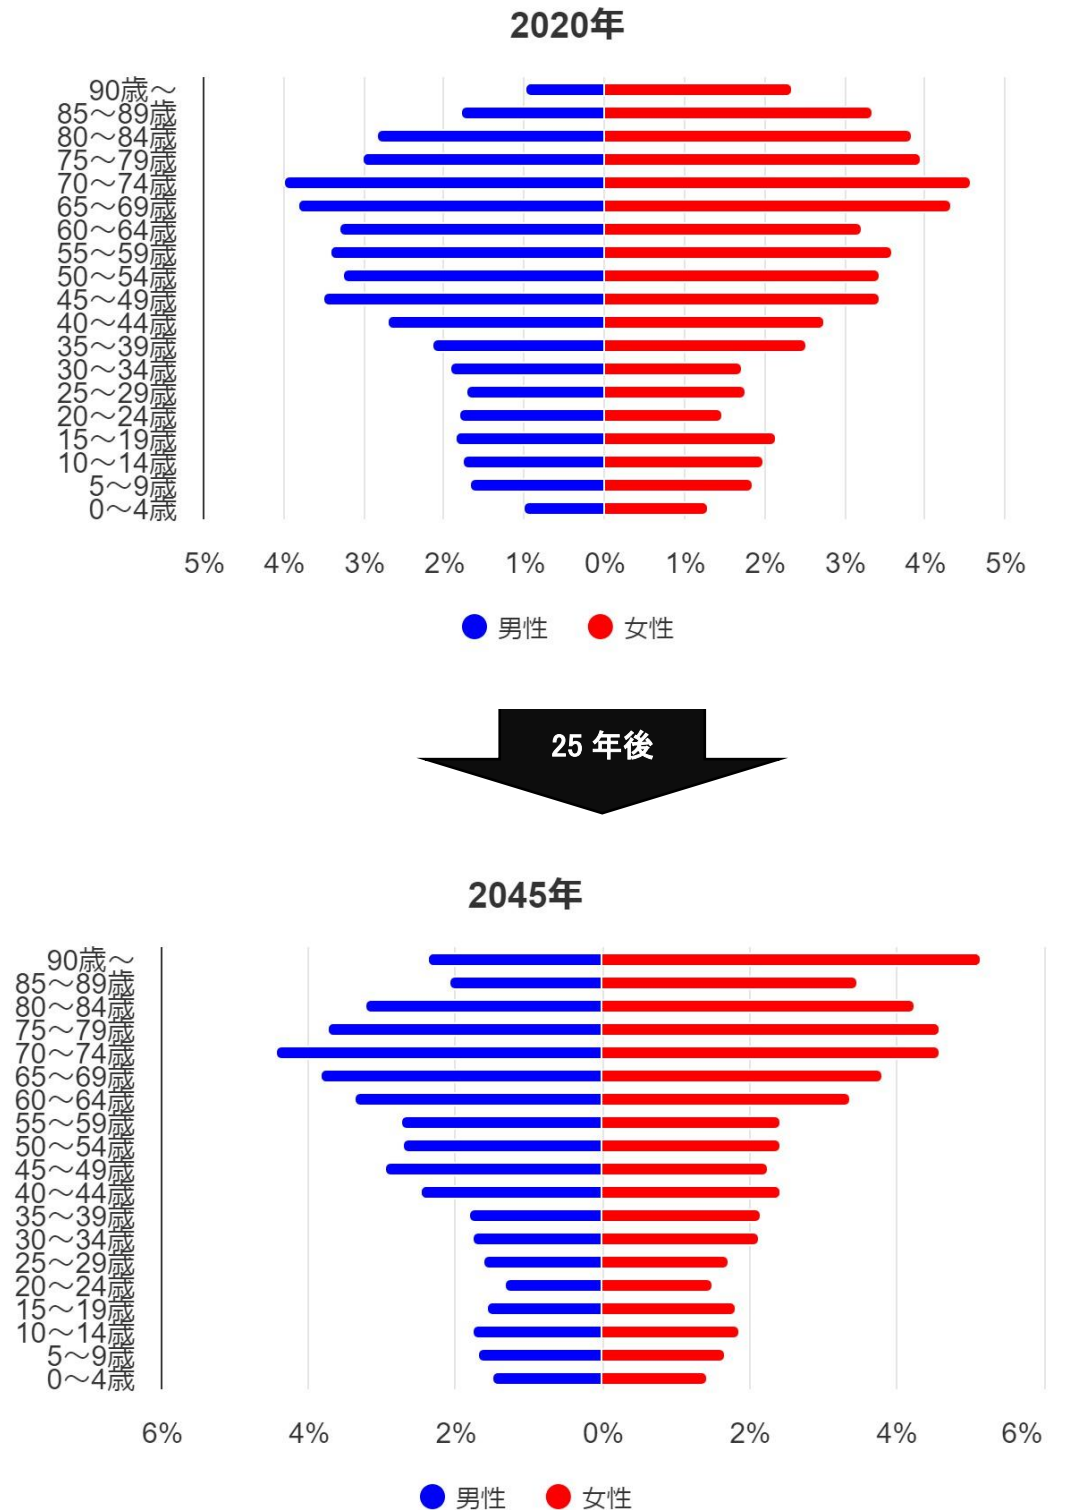 2020年
90歳～
85～89歳
80～84歳
75～79歳
70～74歳
65～69歳
60～64歳
55～59歳
50～54歳
45～49歳
40～44歳
35～39歳
30～34歳
25～29歳
20～24歳
15～19歳
10～14歳
5～9歳
0～4歳
5% 4% 3% 2% 1% 0% 1% 2% 3% 4% 5%
男性 女性
25 年後
2045年
90歳～
85～89歳
80～84歳
75～79歳
70～74歳
65～69歳
60～64歳
55～59歳
50～54歳
45～49歳
40～44歳
35～39歳
30～34歳
25～29歳
20～24歳
15～19歳
10～14歳
5～9歳
0～4歳
6% 4% 2% 0% 2% 4% 6%
男性 女性